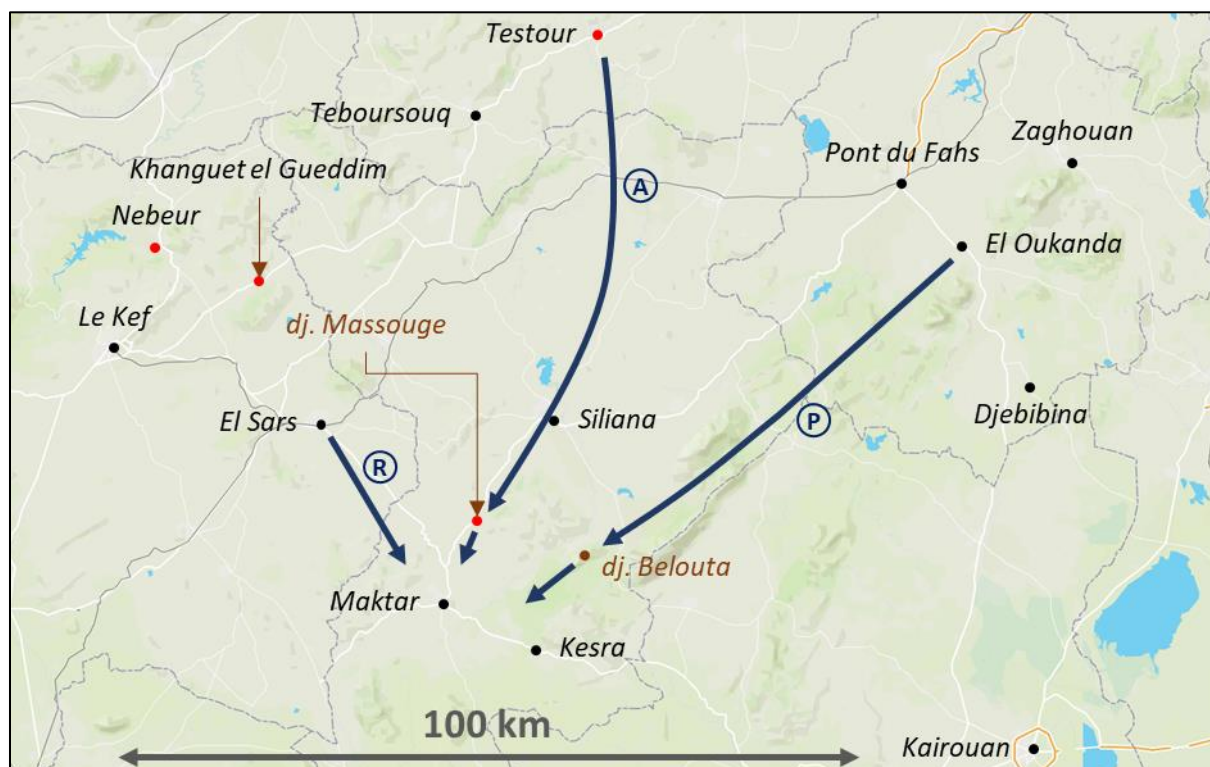 Testour
Teboursouq
Zaghouan
Pont du Fahs
Khanguet el Gueddim
A
Nebeur
El Oukanda
Le Kef
dj. Massouge
El Sars
Siliana
P
Djebibina
R
dj. Belouta
Maktar
Kesra
100 km
Kairouan